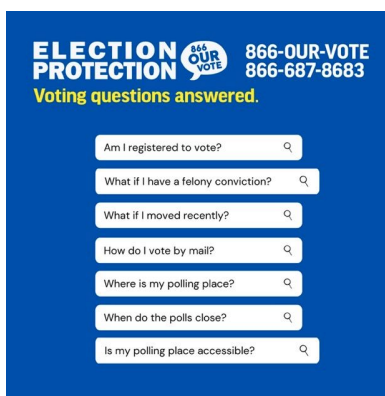 ELECTION
PROTECTION
866
OUR
VOTE
866-OUR-VOTE
866-687-8683
Voting questions answered.
Am I registered to vote?
What if I have a felony conviction?
What if I moved recently?
How do I vote by mail?
Where is my polling place?
When do the polls close?
Is my polling place accessible?